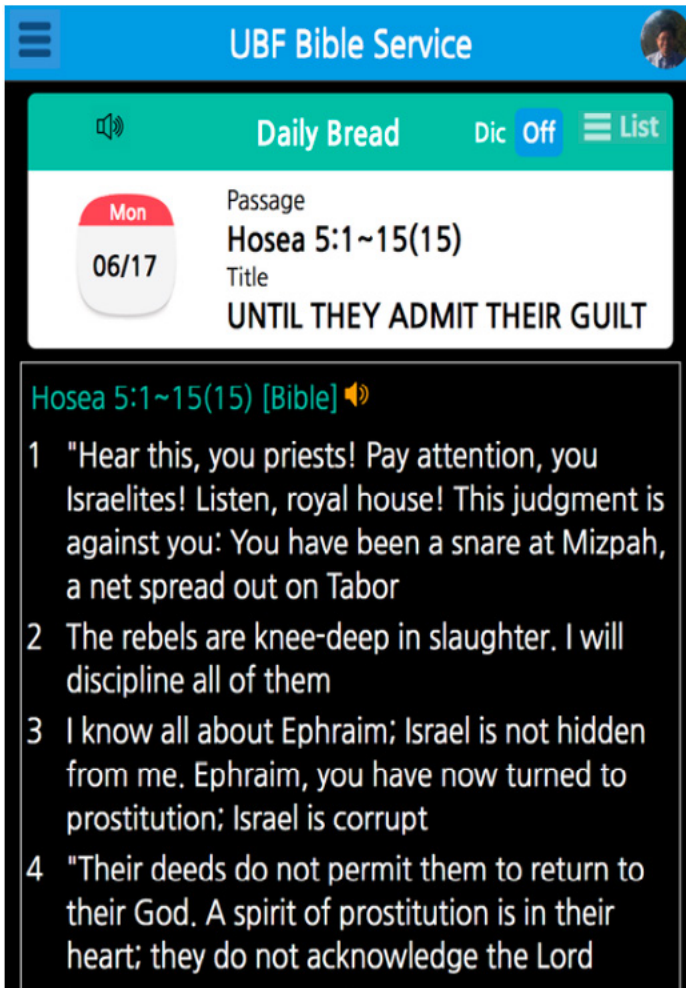 UBF Bible Service
Daily Bread
Dic Off
List
Mon
06/17
Passage
Hosea 5:1~15(15)
Title
UNTIL THEY ADMIT THEIR GUILT
Hosea 5:1~15(15) [Bible]
1 "Hear this, you priests! Pay attention, you
Israelites! Listen, royal house! This judgment is
against you: You have been a snare at Mizpah,
a net spread out on Tabor
2 The rebels are knee-deep in slaughter. I will
discipline all of them
3 I know all about Ephraim; Israel is not hidden
from me. Ephraim, you have now turned to
prostitution; Israel is corrupt
4 "Their deeds do not permit them to return to
their God. A spirit of prostitution is in their
heart; they do not acknowledge the Lord